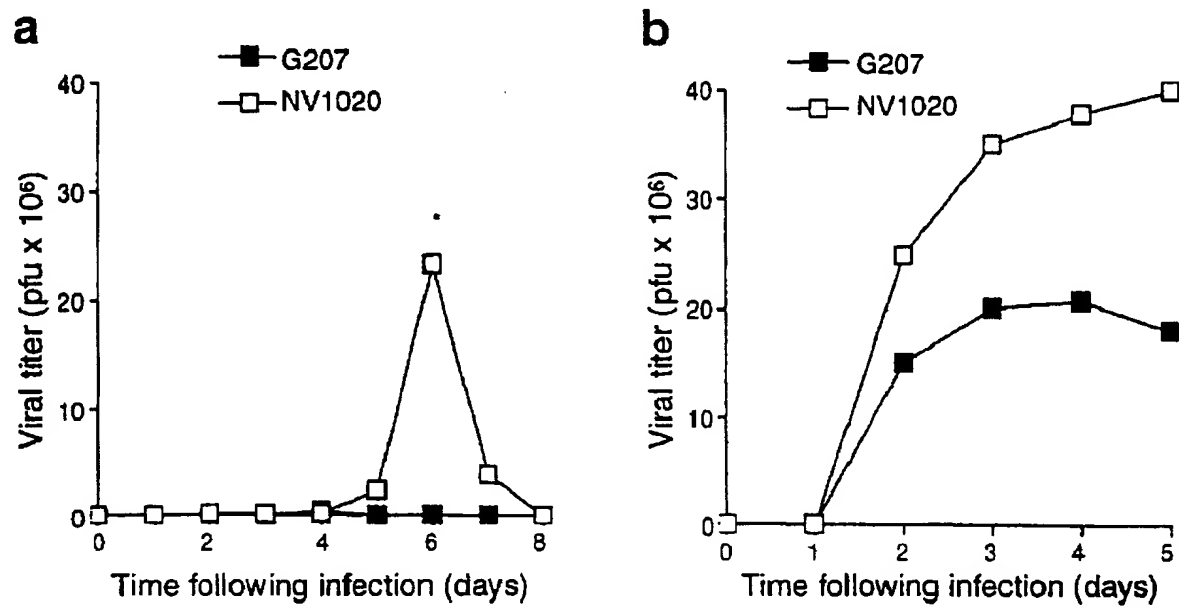 a
G207
NV1020
40
30
20
10
0
0 2 4 6 8
Viral titer (pfu x 10⁶)
Time following infection (days)
b
G207
NV1020
40
30
20
10
0
0 1 2 3 4 5
Viral titer (pfu x 10⁶)
Time following infection (days)